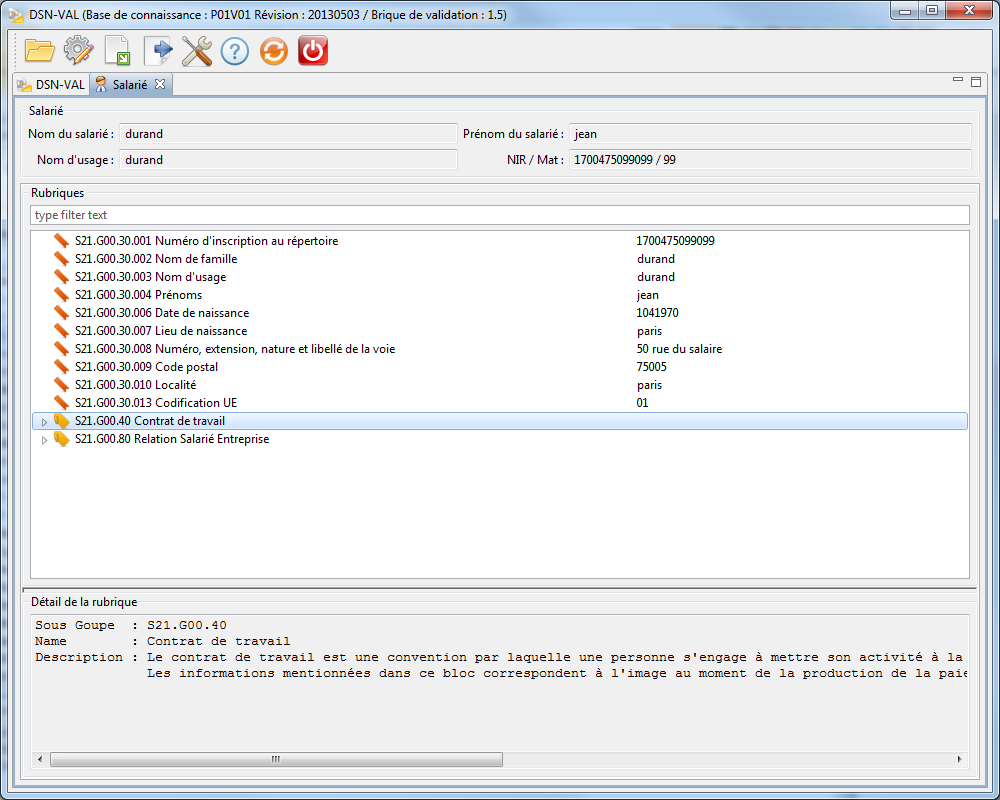 DSN-VAL (Base de connaissance : P01V01 Révision : 20130503 / Brique de validation : 1.5)
DSN-VAL Salarié
Salarié
Nom du salarié : durand Prénom du salarié : jean
Nom d'usage : durand NIR / Mat : 1700475099099 / 99
Rubriques
type filter text
S21.G00.30.001 Numéro d'inscription au répertoire 1700475099099
S21.G00.30.002 Nom de famille durand
S21.G00.30.003 Nom d'usage durand
S21.G00.30.004 Prénoms jean
S21.G00.30.006 Date de naissance 1041970
S21.G00.30.007 Lieu de naissance paris
S21.G00.30.008 Numéro, extension, nature et libellé de la voie 50 rue du salaire
S21.G00.30.009 Code postal 75005
S21.G00.30.010 Localité paris
S21.G00.30.013 Codification UE 01
S21.G00.40 Contrat de travail
S21.G00.80 Relation Salarié Entreprise
Détail de la rubrique
Sous Goupe : S21.G00.40
Name : Contrat de travail
Description : Le contrat de travail est une convention par laquelle une personne s'engage à mettre son activité à la
Les informations mentionnées dans ce bloc correspondent à l'image au moment de la production de la paie